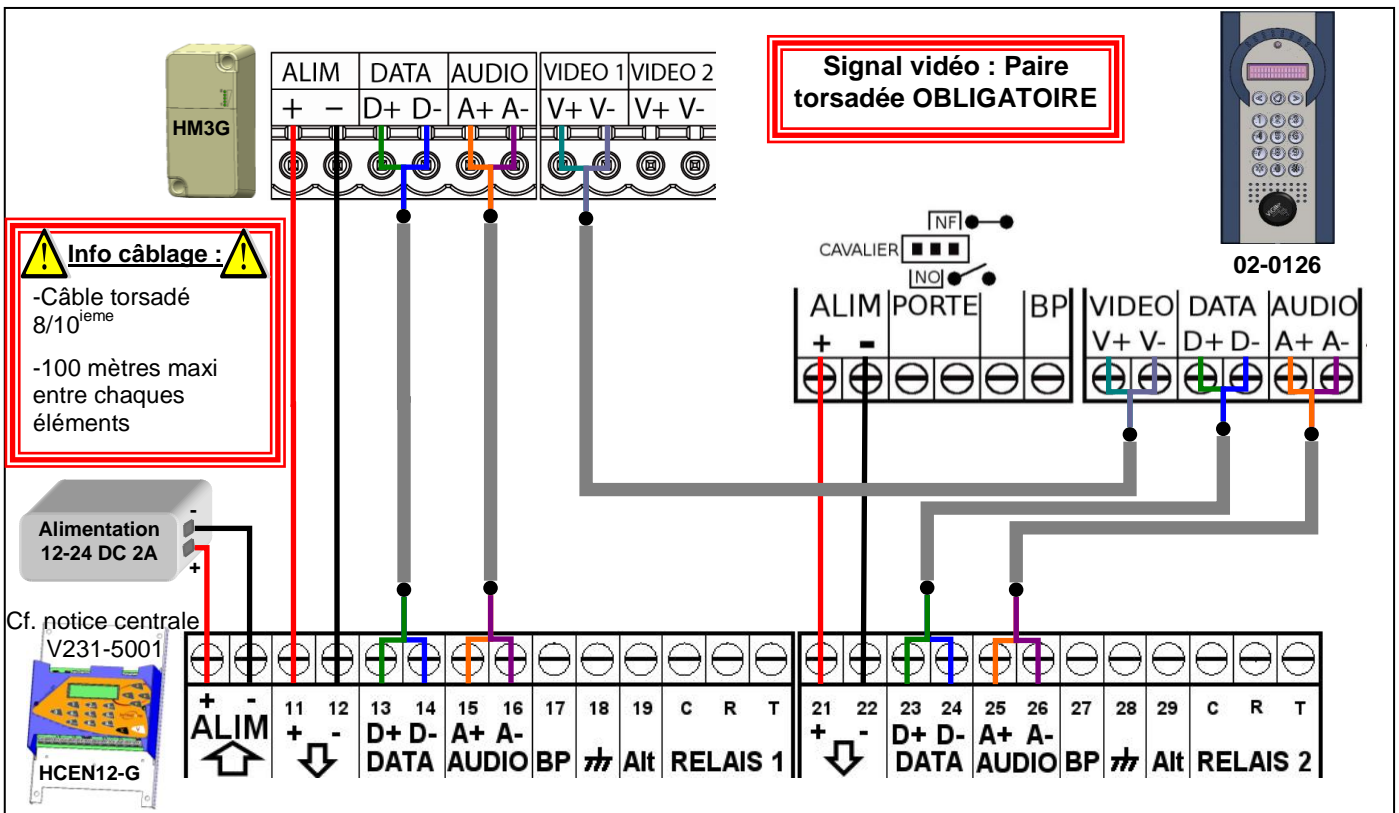 HM3G
ALIM DATA AUDIO VIDEO 1 VIDEO 2
+ − D+ D- A+ A- V+ V- V+ V-
Signal vidéo : Paire
torsadée OBLIGATOIRE
02-0126
Info câblage :
-Câble torsadé
8/10ieme
-100 mètres maxi
entre chaques
éléments
NF
CAVALIER
NO
ALIM PORTE BP VIDEO DATA AUDIO
+ - V+ V- D+ D- A+ A-
Alimentation
12-24 DC 2A
-
+
Cf. notice centrale
V231-5001
HCEN12-G
+ - 11 12 13 14 15 16 17 18 19 C R T 21 22 23 24 25 26 27 28 29 C R T
ALIM + - D+ D- A+ A- + - D+ D- A+ A-
DATA AUDIO BP Alt RELAIS 1 DATA AUDIO BP Alt RELAIS 2